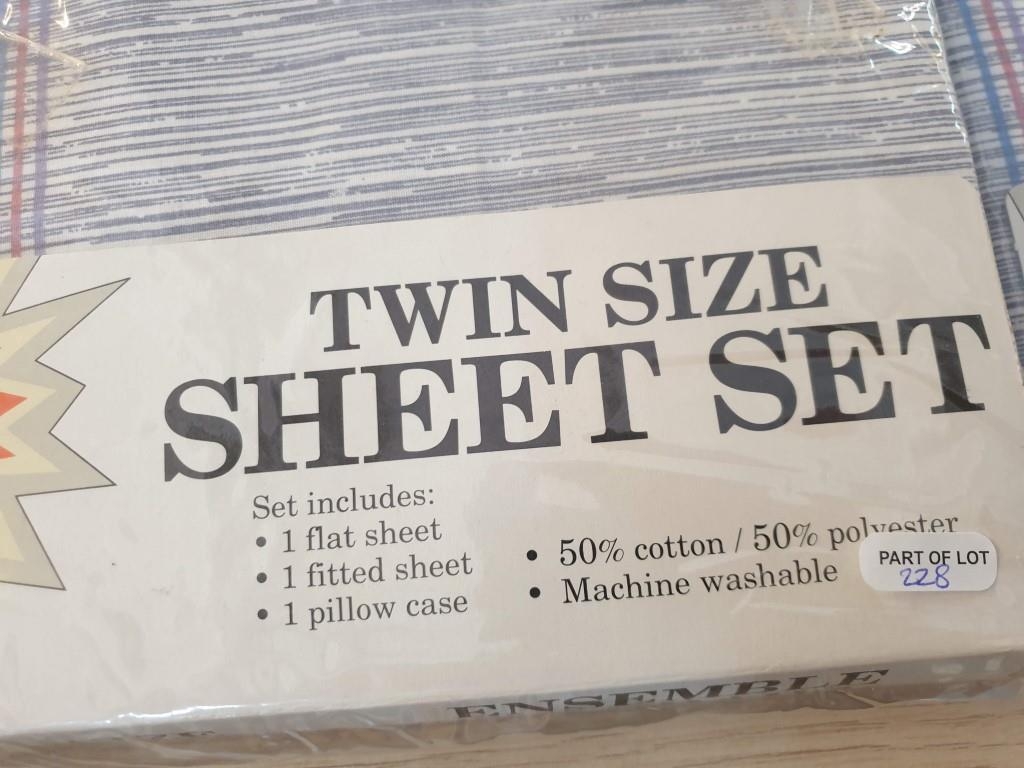 TWIN SIZE
SHEET SET
Set includes:
• 1 flat sheet
• 1 fitted sheet
• 1 pillow case
• 50% cotton / 50% polyester
• Machine washable
PART OF LOT
228
ENSEMBLE